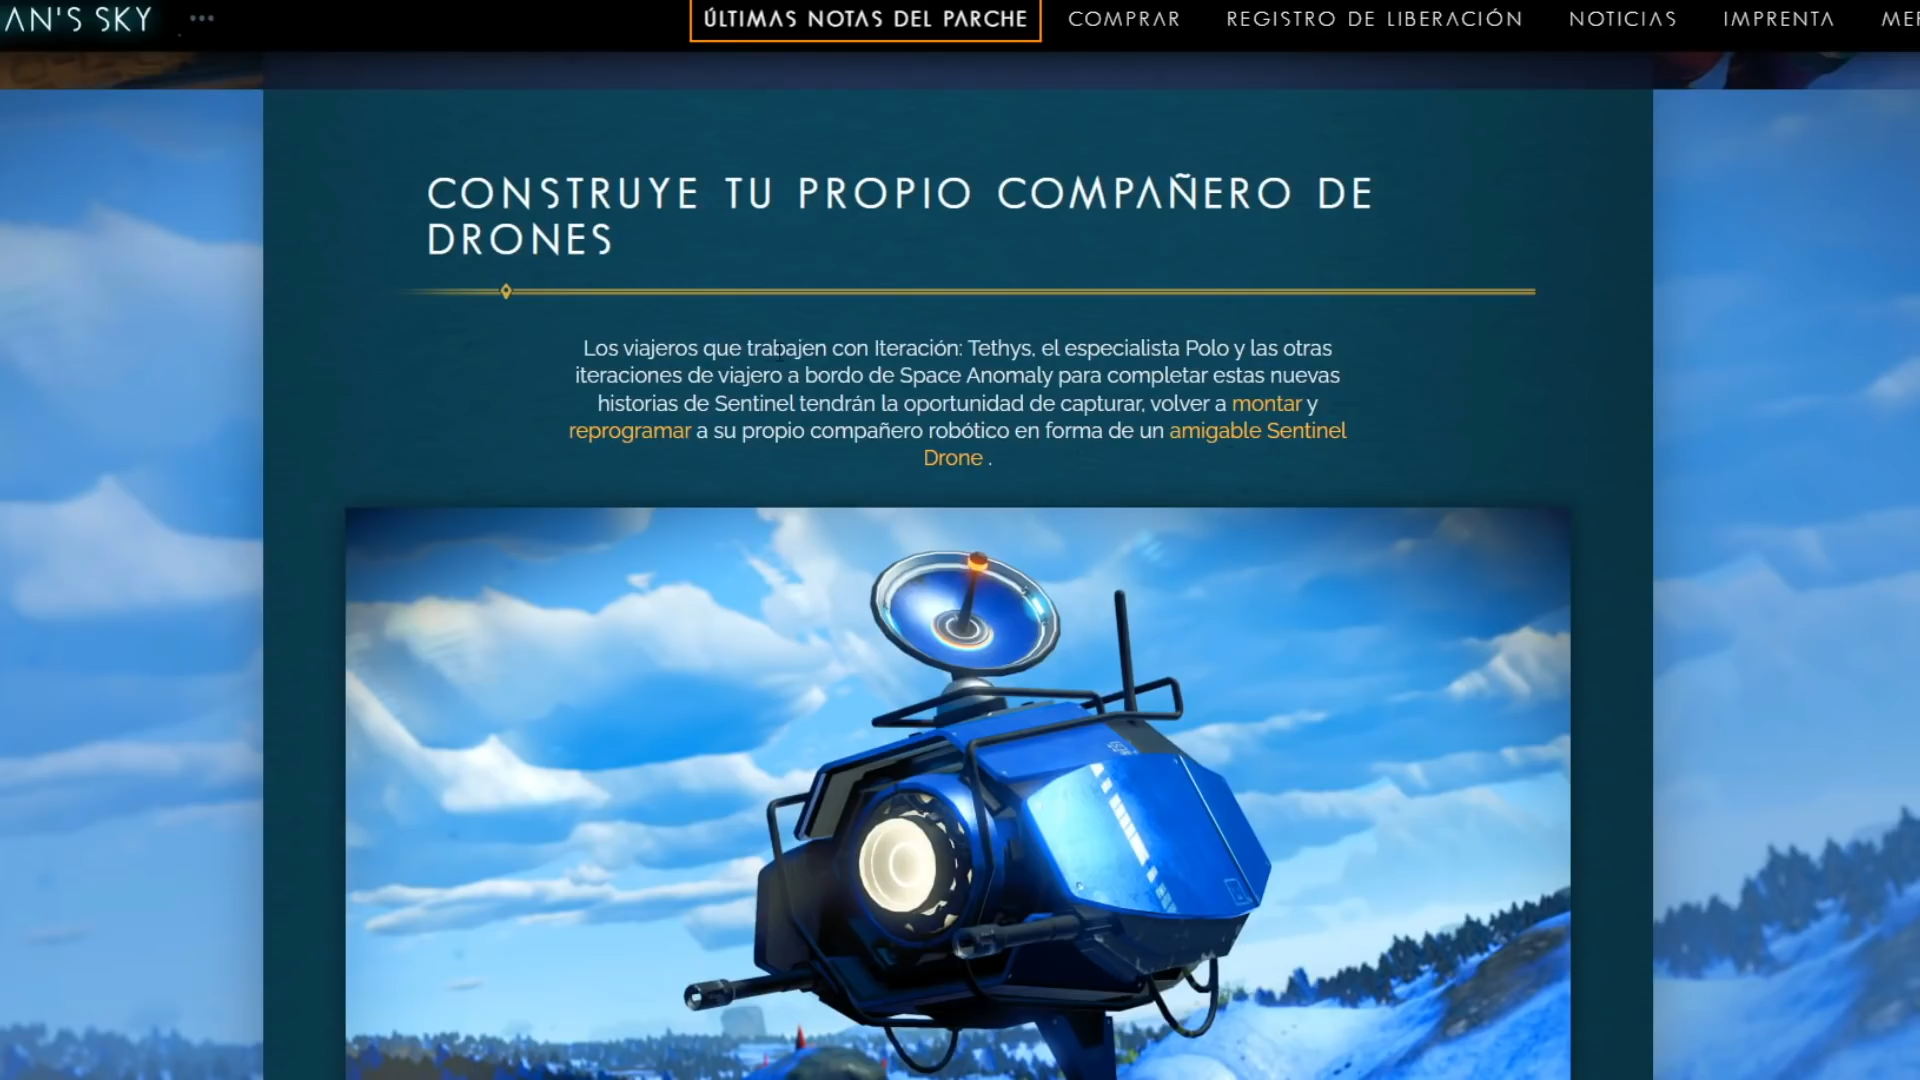 AN'S SKY
ÚLTIMAS NOTAS DEL PARCHE COMPRAR REGISTRO DE LIBERACIÓN NOTICIAS IMPRENTA
CONSTRUYE TU PROPIO COMPAÑERO DE
DRONES
Los viajeros que trabajen con Iteración: Tethys, el especialista Polo y las otras
iteraciones de viajero a bordo de Space Anomaly para completar estas nuevas
historias de Sentinel tendrán la oportunidad de capturar, volver a montar y
reprogramar a su propio compañero robótico en forma de un amigable Sentinel
Drone .